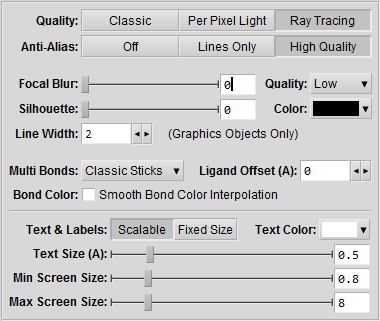 Quality: Classic Per Pixel Light Ray Tracing
Anti-Alias: Off Lines Only High Quality
Focal Blur: 0 Quality: Low
Silhouette: 0 Color:
Line Width: 2 (Graphics Objects Only)
Multi Bonds: Classic Sticks Ligand Offset (A): 0
Bond Color: Smooth Bond Color Interpolation
Text & Labels: Scalable Fixed Size Text Color:
Text Size (A): 0.5
Min Screen Size: 0.8
Max Screen Size: 8